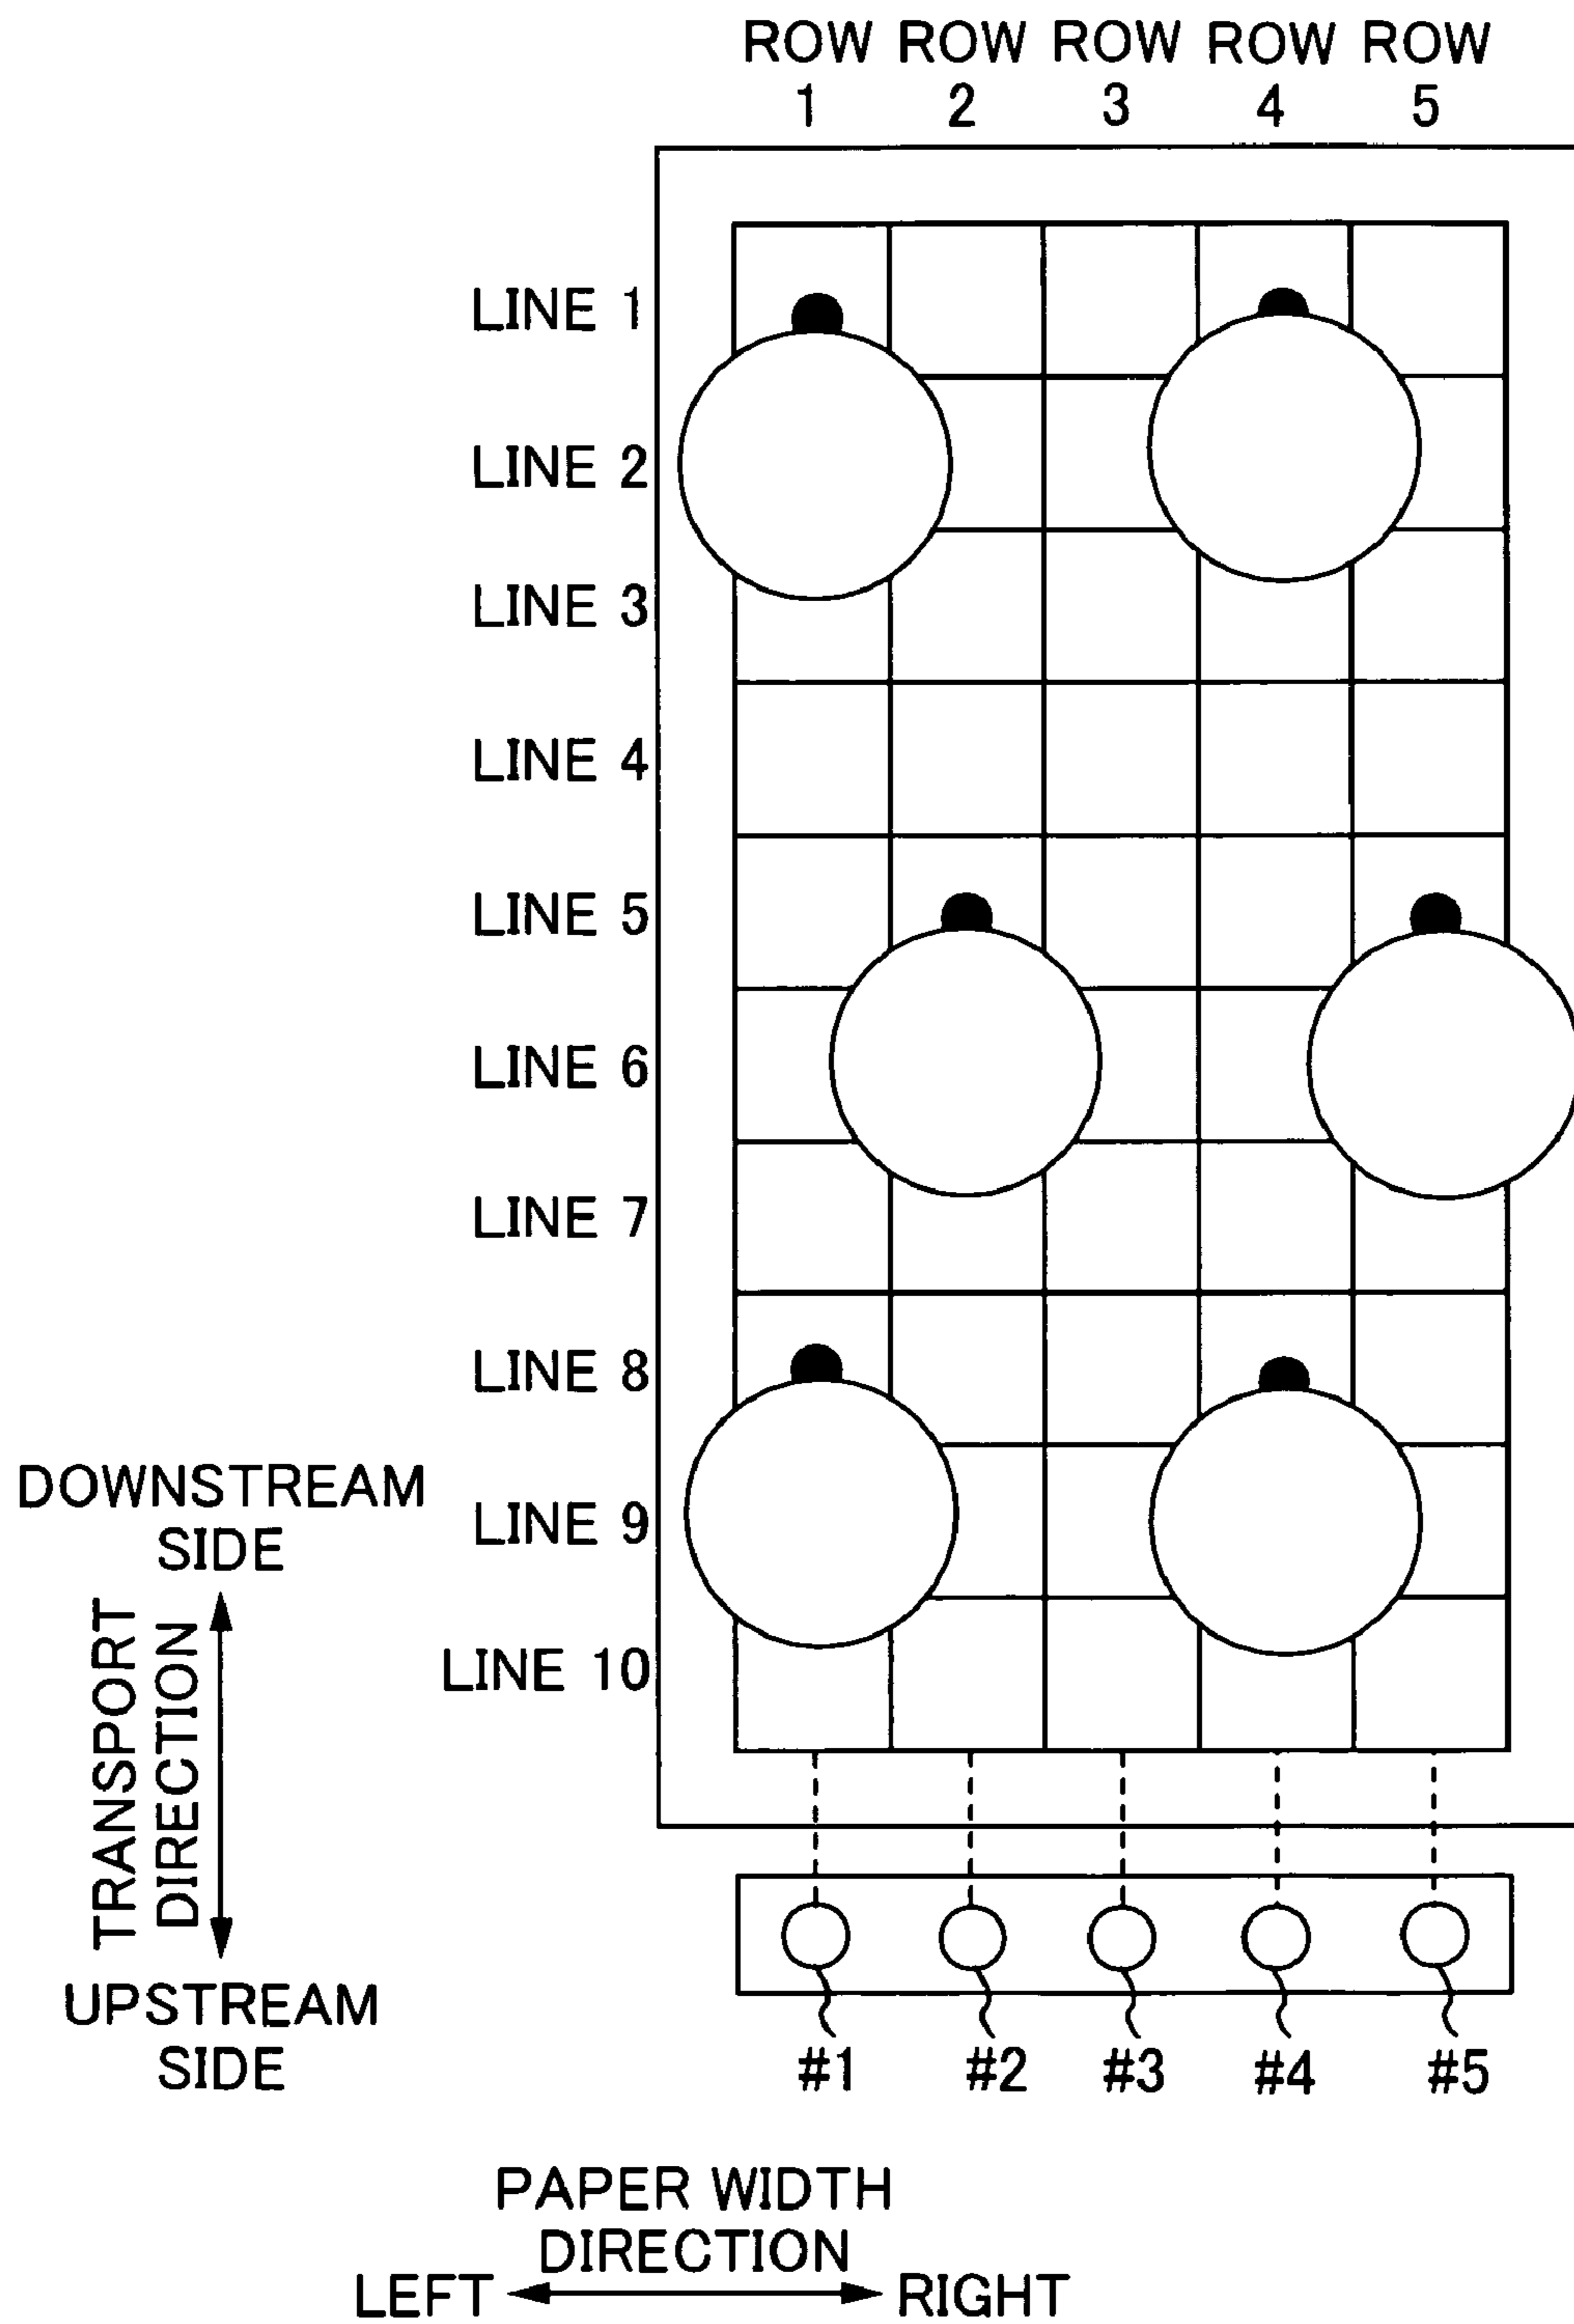 ROW ROW ROW ROW ROW
1 2 3 4 5
LINE 1
LINE 2
LINE 3
LINE 4
LINE 5
LINE 6
LINE 7
LINE 8
LINE 9
LINE 10
DOWNSTREAM
SIDE
TRANSPORT
DIRECTION
UPSTREAM
SIDE
#1 #2 #3 #4 #5
PAPER WIDTH
DIRECTION
LEFT RIGHT